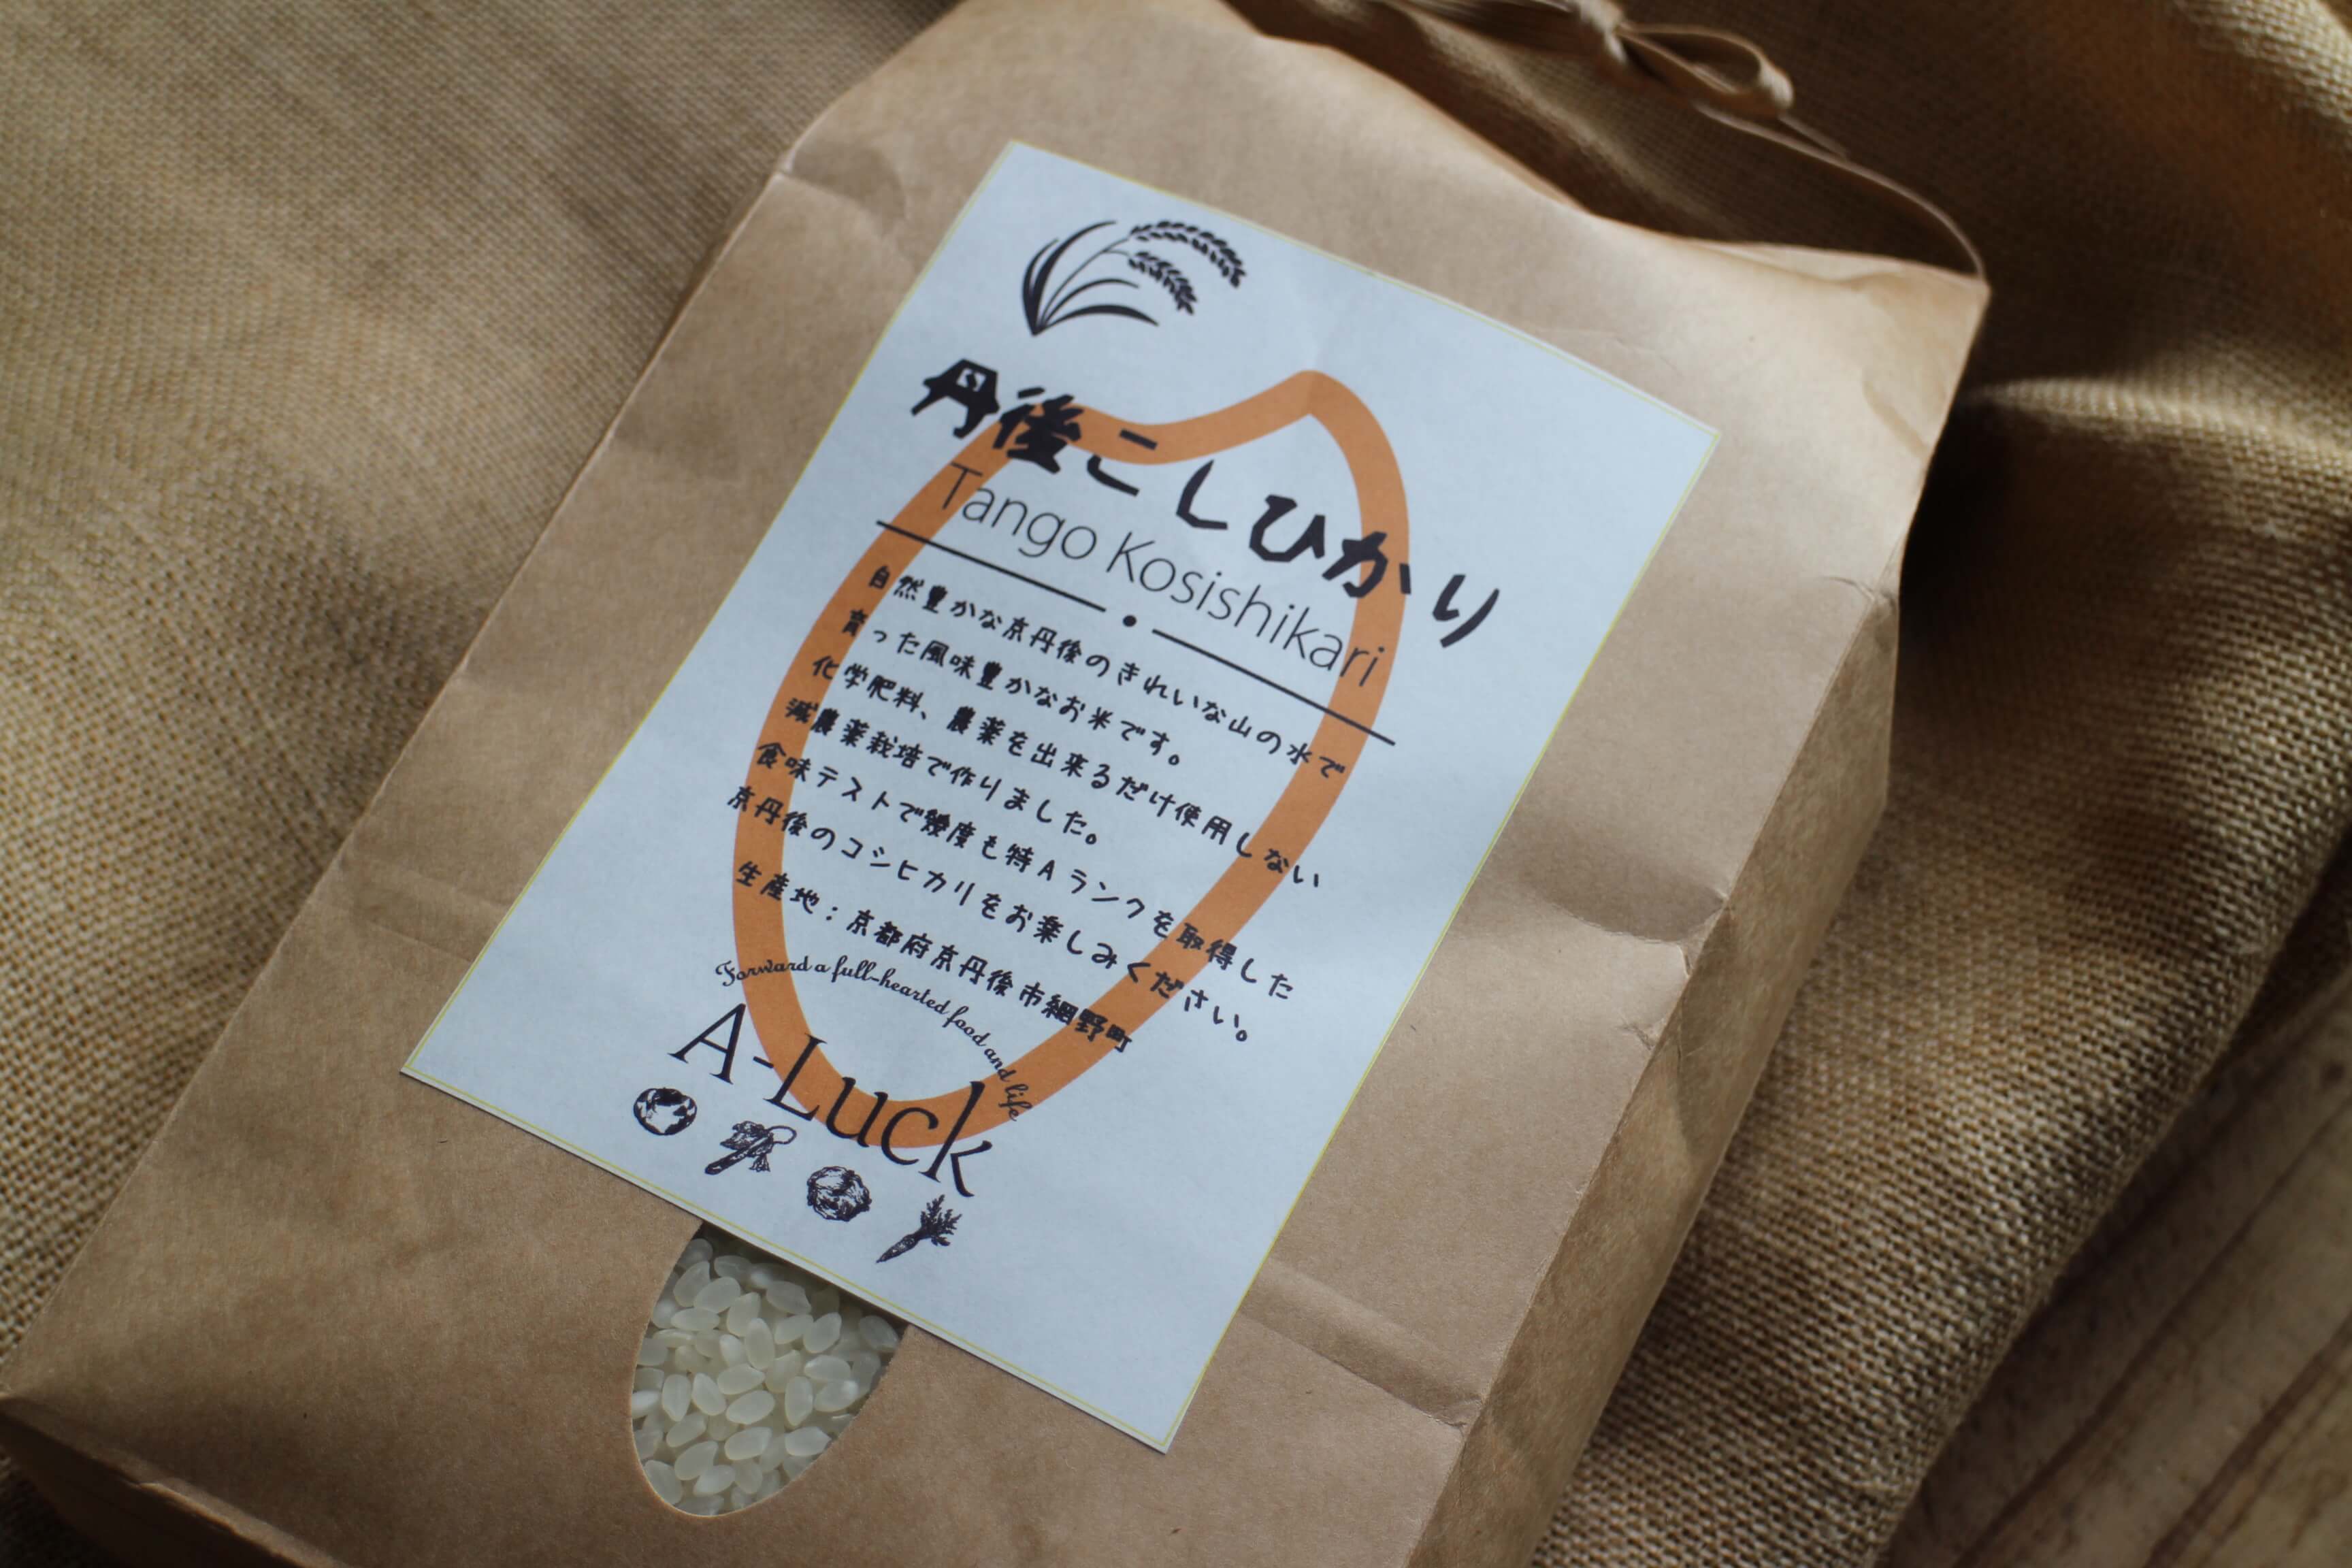 丹後こしひかり
Tango Kosishikari
自然豊かな京丹後のきれいな山の水で
育った風味豊かなお米です。
化学肥料、農薬を出来るだけ使用しない
減農薬栽培で作りました。
食味テストで幾度も特Aランクを取得した
京丹後のコシヒカリをお楽しみください。
生産地：京都府京丹後市網野町
Forward a full-hearted food and life
A-Luck